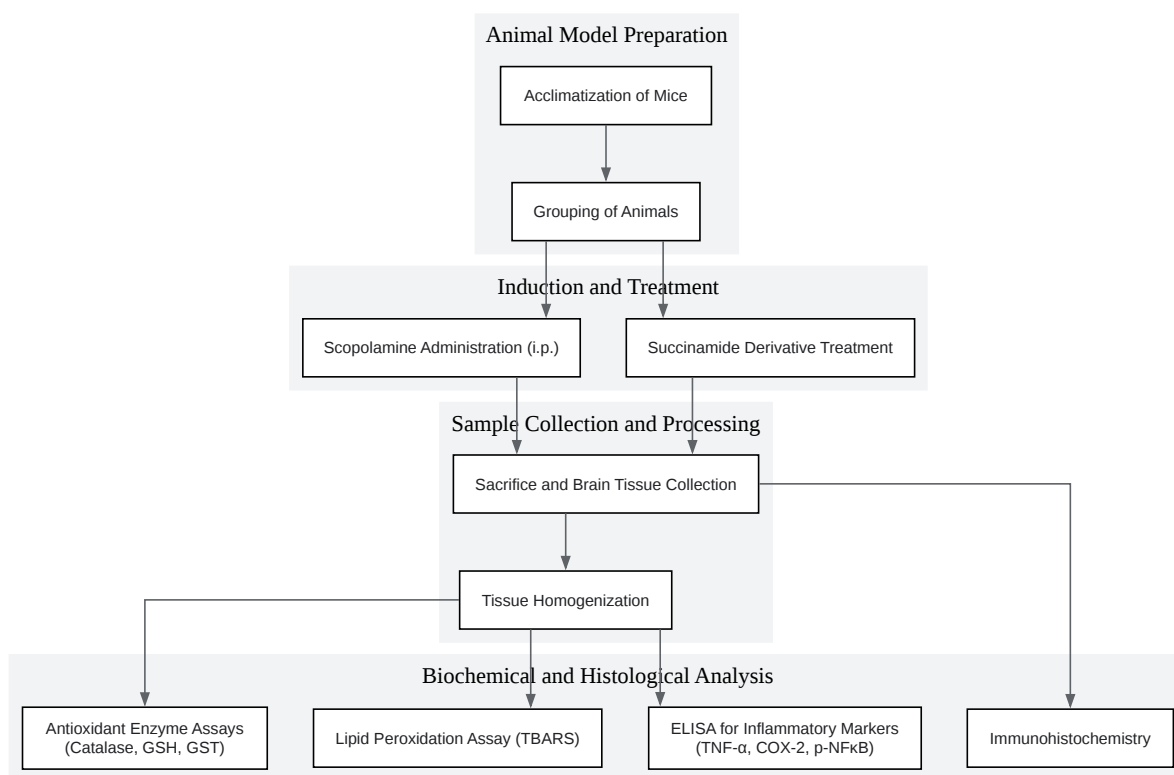 Animal Model Preparation
Acclimatization of Mice
Grouping of Animals
Induction and Treatment
Scopolamine Administration (i.p.)
Succinamide Derivative Treatment
Sample Collection and Processing
Sacrifice and Brain Tissue Collection
Tissue Homogenization
Biochemical and Histological Analysis
Antioxidant Enzyme Assays
(Catalase, GSH, GST)
Lipid Peroxidation Assay (TBARS)
ELISA for Inflammatory Markers
(TNF-α, COX-2, p-NFκB)
Immunohistochemistry